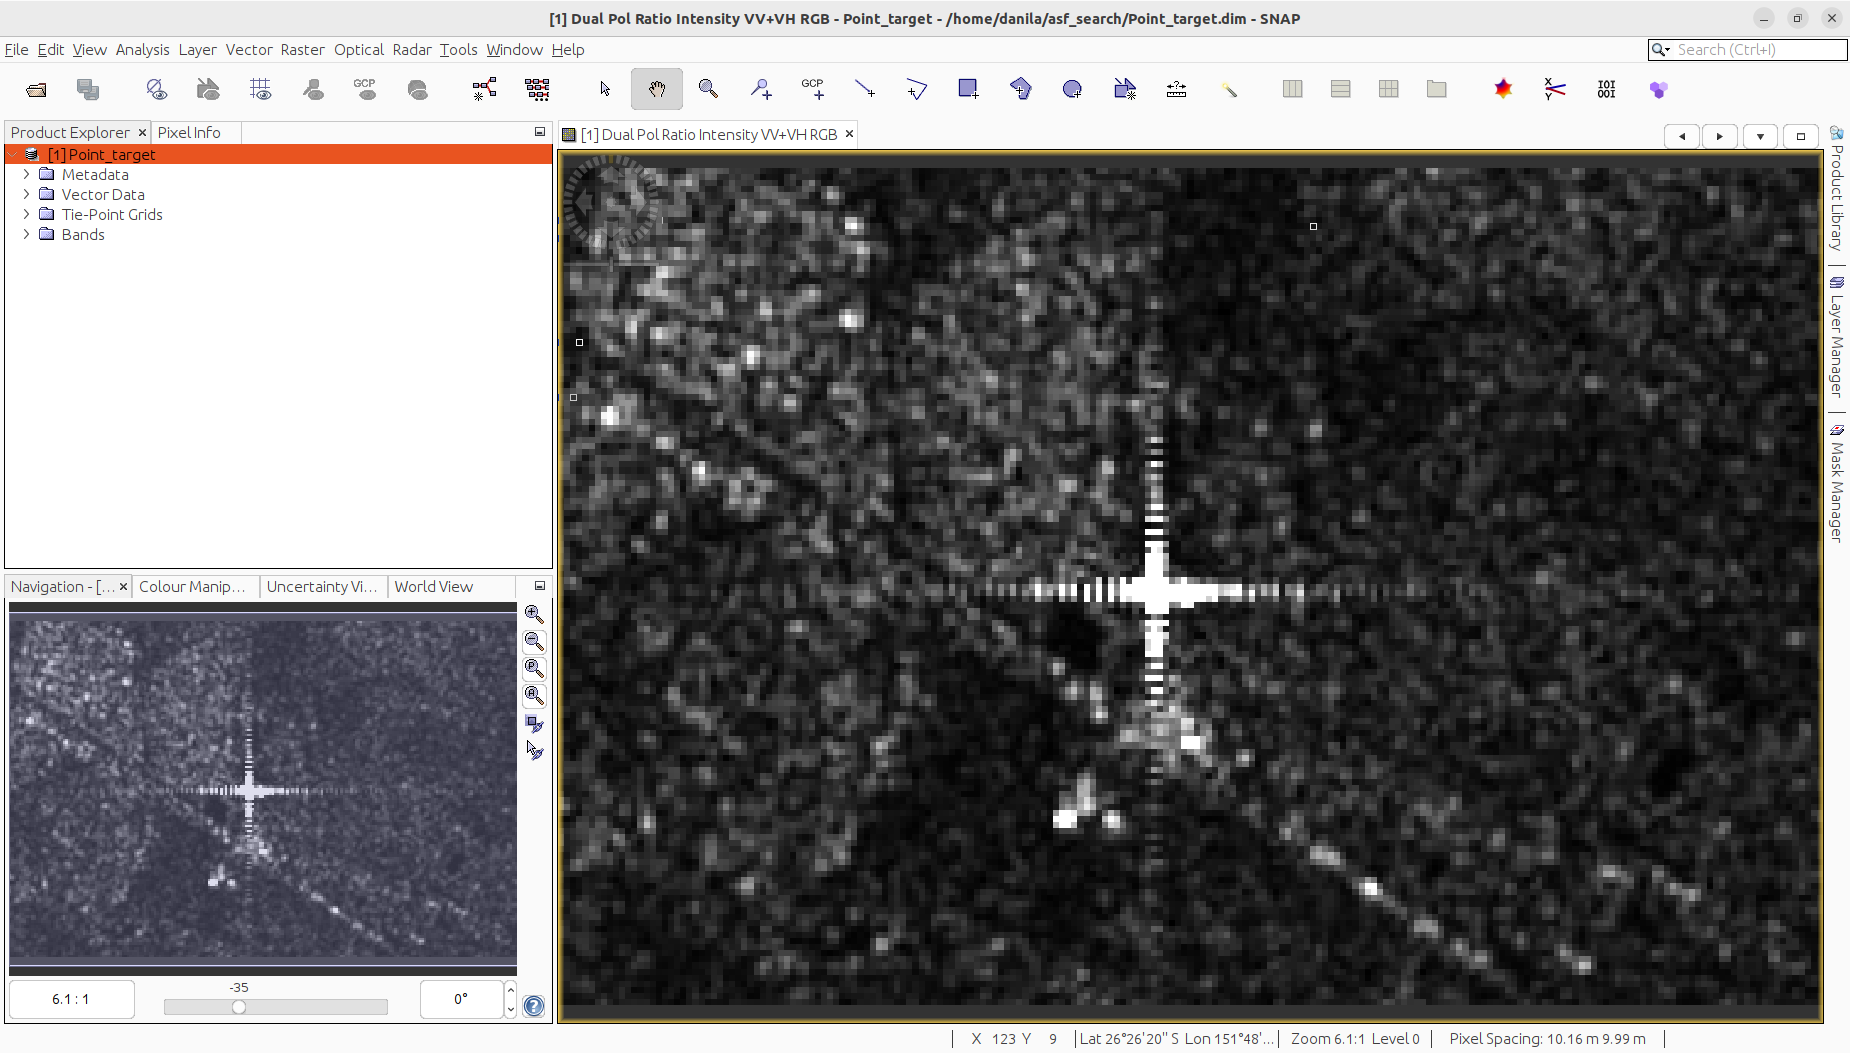 [1] Dual Pol Ratio Intensity VV+VH RGB - Point_target - /home/danila/asf_search/Point_target.dim - SNAP
File Edit View Analysis Layer Vector Raster Optical Radar Tools Window Help
Search (Ctrl+I)
GCP
GCP
X
Y
IOI
OOI
Product Explorer
Pixel Info
[1] Dual Pol Ratio Intensity VV+VH RGB
[1] Point_target
Metadata
Vector Data
Tie-Point Grids
Bands
Product Library
Layer Manager
Mask Manager
Navigation - [...
Colour Manip...
Uncertainty Vi...
World View
6.1 : 1
-35
0°
X 123 Y 9
Lat 26°26'20" S Lon 151°48'...
Zoom 6.1:1 Level 0
Pixel Spacing: 10.16 m 9.99 m